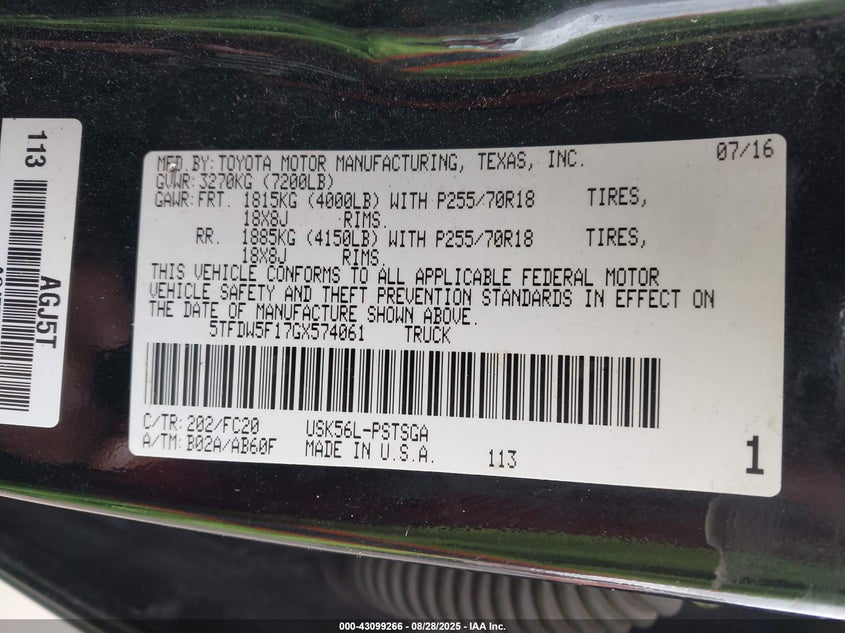 113
AGJ5T
MFD. BY: TOYOTA MOTOR MANUFACTURING, TEXAS, INC. 07/16
GVWR: 3270KG (7200LB)
GAWR: FRT. 1815KG (4000LB) WITH P255/70R18 TIRES,
18X8J RIMS.
RR. 1885KG (4150LB) WITH P255/70R18 TIRES,
18X8J RIMS.
THIS VEHICLE CONFORMS TO ALL APPLICABLE FEDERAL MOTOR
VEHICLE SAFETY AND THEFT PREVENTION STANDARDS IN EFFECT ON
THE DATE OF MANUFACTURE SHOWN ABOVE.
5TFDW5F17GX574061 TRUCK
C/TR: 202/FC20 USK56L-PSTSGA
A/TM: B02A/AB60F MADE IN U.S.A. 113 1
000-43099266 - 08/28/2025 - IAA Inc.